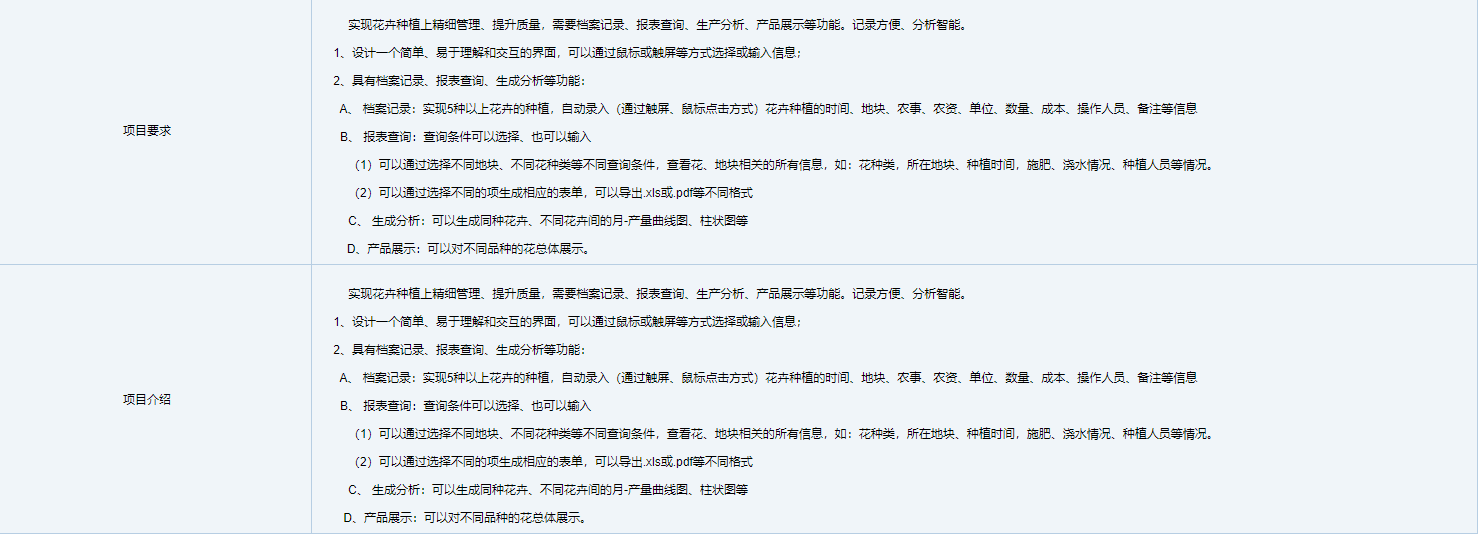 项目要求
实现花卉种植上精细管理、提升质量，需要档案记录、报表查询、生产分析、产品展示等功能。记录方便、分析智能。
1、设计一个简单、易于理解和交互的界面，可以通过鼠标或触屏等方式选择或输入信息；
2、具有档案记录、报表查询、生成分析等功能：
A、 档案记录：实现5种以上花卉的种植，自动录入（通过触屏、鼠标点击方式）花卉种植的时间、地块、农事、农资、单位、数量、成本、操作人员、备注等信息
B、 报表查询：查询条件可以选择、也可以输入
（1）可以通过选择不同地块、不同花种类等不同查询条件，查看花、地块相关的所有信息，如：花种类，所在地块、种植时间，施肥、浇水情况、种植人员等情况。
（2）可以通过选择不同的项生成相应的表单，可以导出.xls或.pdf等不同格式
C、 生成分析：可以生成同种花卉、不同花卉间的月-产量曲线图、柱状图等
D、产品展示：可以对不同品种的花总体展示。
项目介绍
实现花卉种植上精细管理、提升质量，需要档案记录、报表查询、生产分析、产品展示等功能。记录方便、分析智能。
1、设计一个简单、易于理解和交互的界面，可以通过鼠标或触屏等方式选择或输入信息；
2、具有档案记录、报表查询、生成分析等功能：
A、 档案记录：实现5种以上花卉的种植，自动录入（通过触屏、鼠标点击方式）花卉种植的时间、地块、农事、农资、单位、数量、成本、操作人员、备注等信息
B、 报表查询：查询条件可以选择、也可以输入
（1）可以通过选择不同地块、不同花种类等不同查询条件，查看花、地块相关的所有信息，如：花种类，所在地块、种植时间，施肥、浇水情况、种植人员等情况。
（2）可以通过选择不同的项生成相应的表单，可以导出.xls或.pdf等不同格式
C、 生成分析：可以生成同种花卉、不同花卉间的月-产量曲线图、柱状图等
D、产品展示：可以对不同品种的花总体展示。